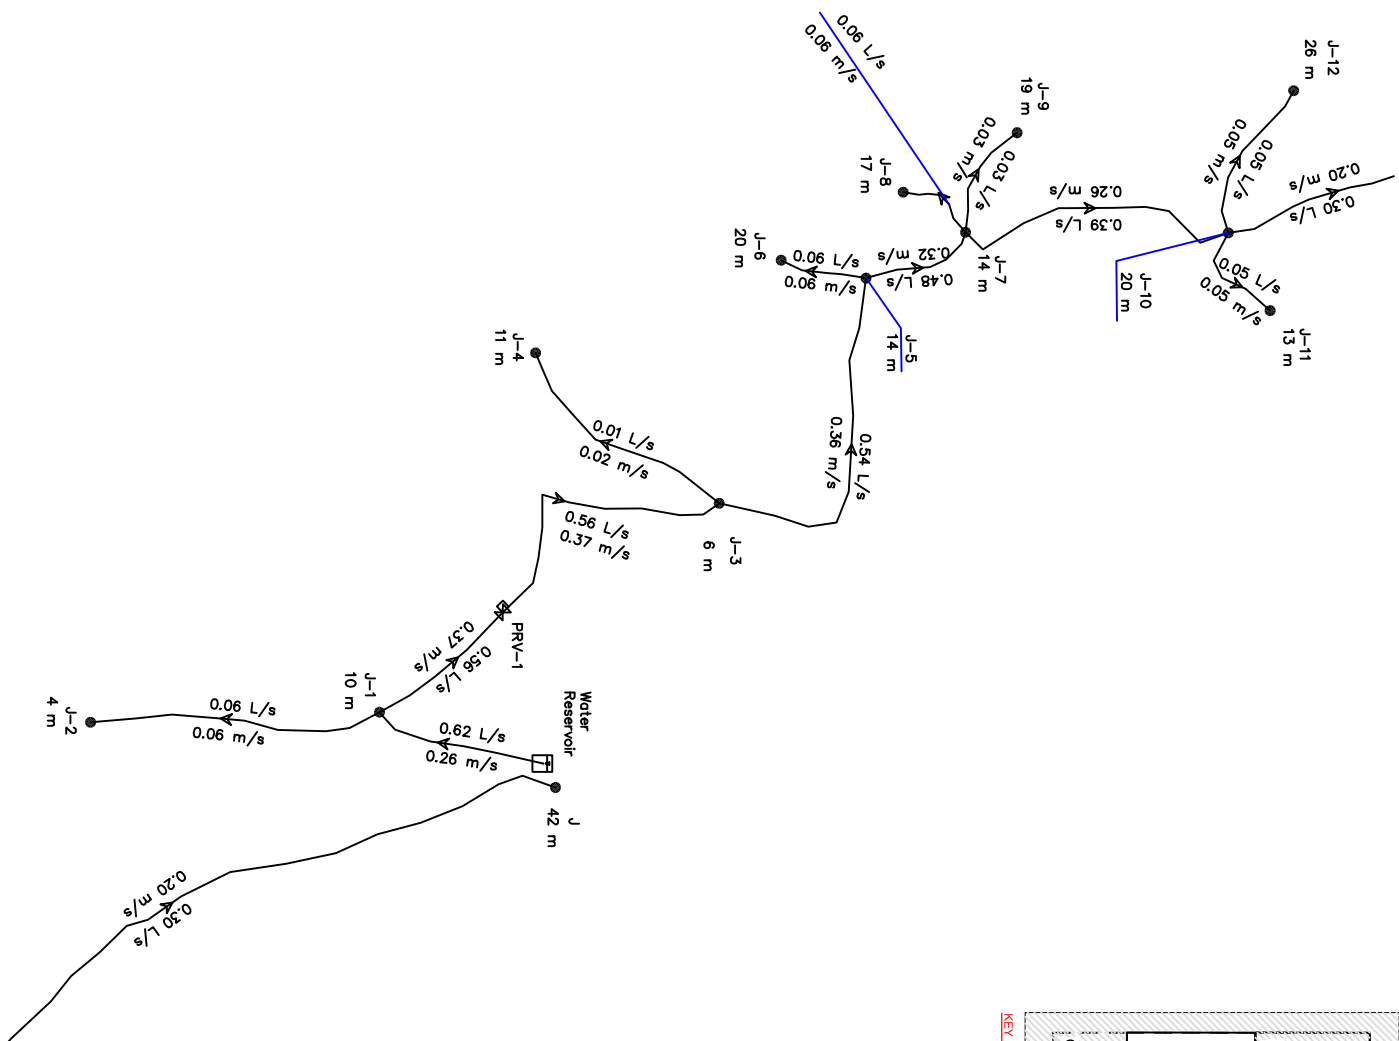 0.06 L/s
0.06 m/s
J-12
26 m
J-9
19 m
0.03 m/s
0.03 L/s
0.05 m/s
0.05 L/s
0.20 m/s
0.30 L/s
J-8
17 m
0.26 m/s
0.39 L/s
J-6
20 m
0.06 L/s
0.06 m/s
0.32 m/s
0.48 L/s
J-7
14 m
J-10
20 m
0.05 L/s
0.05 m/s
J-11
13 m
J-5
14 m
J-4
11 m
0.01 L/s
0.02 m/s
0.54 L/s
0.36 m/s
0.56 L/s
0.37 m/s
J-3
6 m
PRV-1
0.37 m/s
0.56 L/s
J-1
10 m
Water
Reservoir
J-2
4 m
0.06 L/s
0.06 m/s
0.62 L/s
0.26 m/s
J
42 m
0.20 m/s
0.30 L/s
KEY